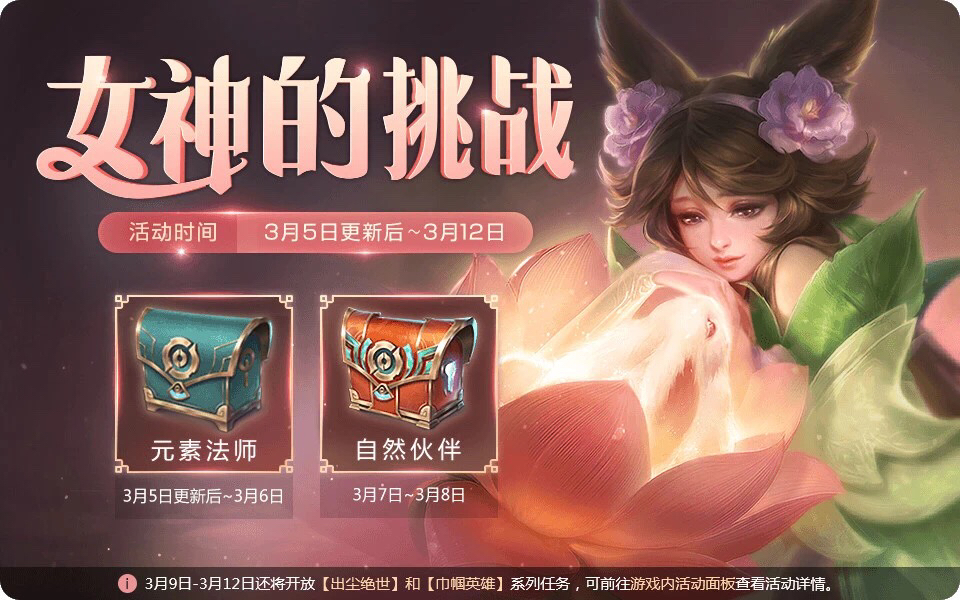 女神的挑战
活动时间 3月5日更新后~3月12日
元素法师 自然伙伴
3月5日更新后~3月6日 3月7日~3月8日
3月9日-3月12日还将开放【出尘绝世】和【巾帼英雄】系列任务，可前往游戏内活动面板查看活动详情。